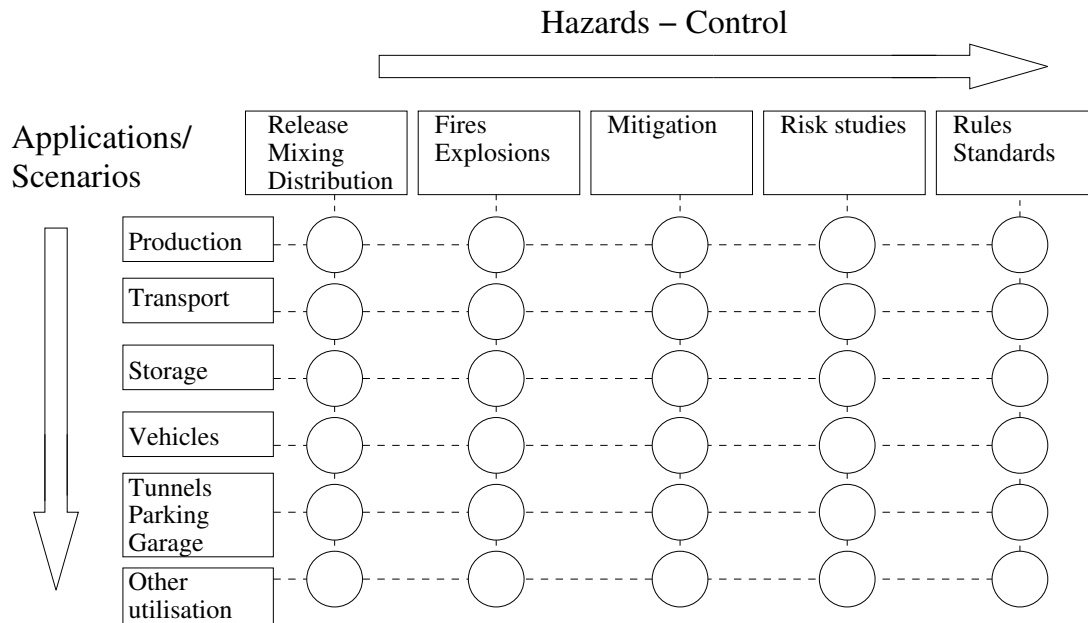 Hazards – Control
Applications/
Scenarios
Release
Mixing
Distribution
Fires
Explosions
Mitigation
Risk studies
Rules
Standards
Production
Transport
Storage
Vehicles
Tunnels
Parking
Garage
Other
utilisation